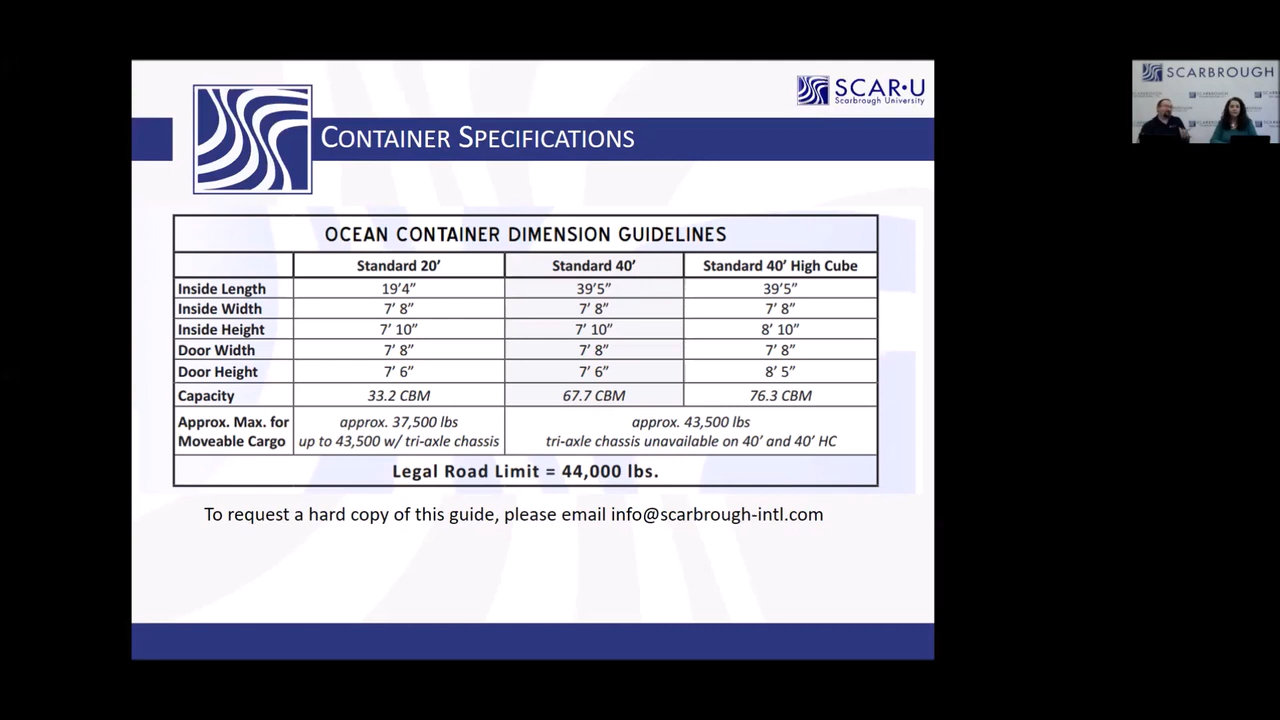 SCAR·U
Scarbrough University
CONTAINER SPECIFICATIONS
SCARBROUGH
OCEAN CONTAINER DIMENSION GUIDELINES
Standard 20’ Standard 40’ Standard 40’ High Cube
Inside Length 19’4” 39’5” 39’5”
Inside Width 7’ 8” 7’ 8” 7’ 8”
Inside Height 7’ 10” 7’ 10” 8’ 10”
Door Width 7’ 8” 7’ 8” 7’ 8”
Door Height 7’ 6” 7’ 6” 8’ 5”
Capacity 33.2 CBM 67.7 CBM 76.3 CBM
Approx. Max. for approx. 37,500 lbs approx. 43,500 lbs
Moveable Cargo up to 43,500 w/ tri-axle chassis tri-axle chassis unavailable on 40’ and 40’ HC
Legal Road Limit = 44,000 lbs.
To request a hard copy of this guide, please email info@scarbrough-intl.com